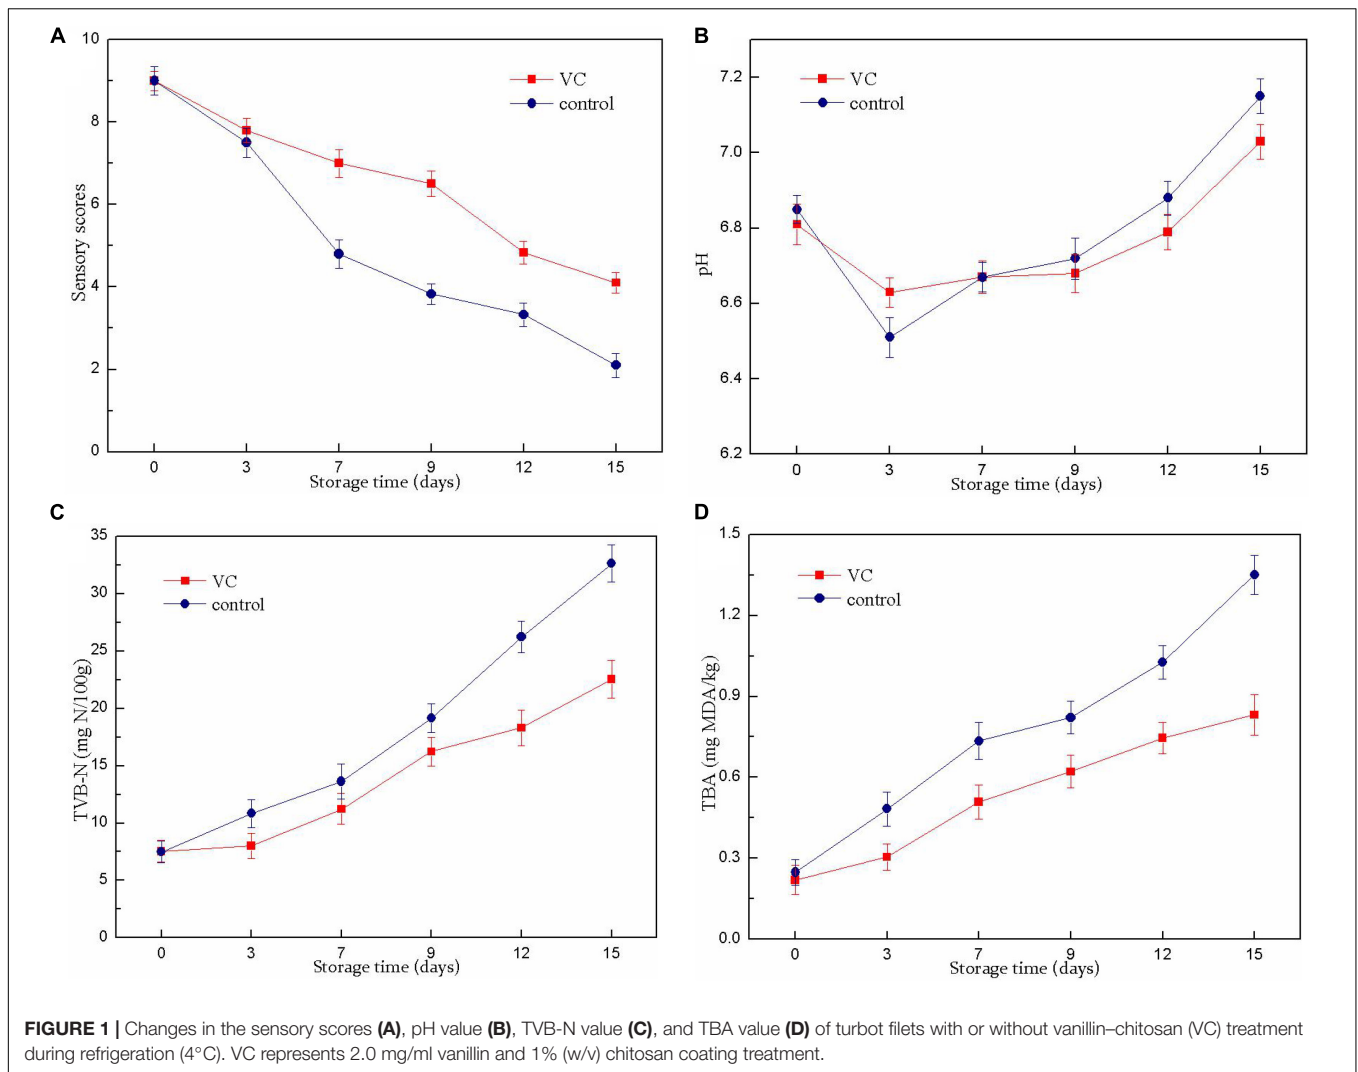 A
10
8
6
4
2
0
Sensory scores
VC
control
0 3 7 9 12 15
Storage time (days)
B
7.2
7.0
6.8
6.6
6.4
6.2
pH
VC
control
0 3 7 9 12 15
Storage time (days)
C
35
30
25
20
15
10
5
0
TVB-N (mg N/100g)
VC
control
0 3 7 9 12 15
Storage time (days)
D
1.5
1.2
0.9
0.6
0.3
0.0
TBA (mg MDA/kg)
VC
control
0 3 7 9 12 15
Storage time (days)
FIGURE 1 | Changes in the sensory scores (A), pH value (B), TVB-N value (C), and TBA value (D) of turbot filets with or without vanillin–chitosan (VC) treatment
during refrigeration (4°C). VC represents 2.0 mg/ml vanillin and 1% (w/v) chitosan coating treatment.